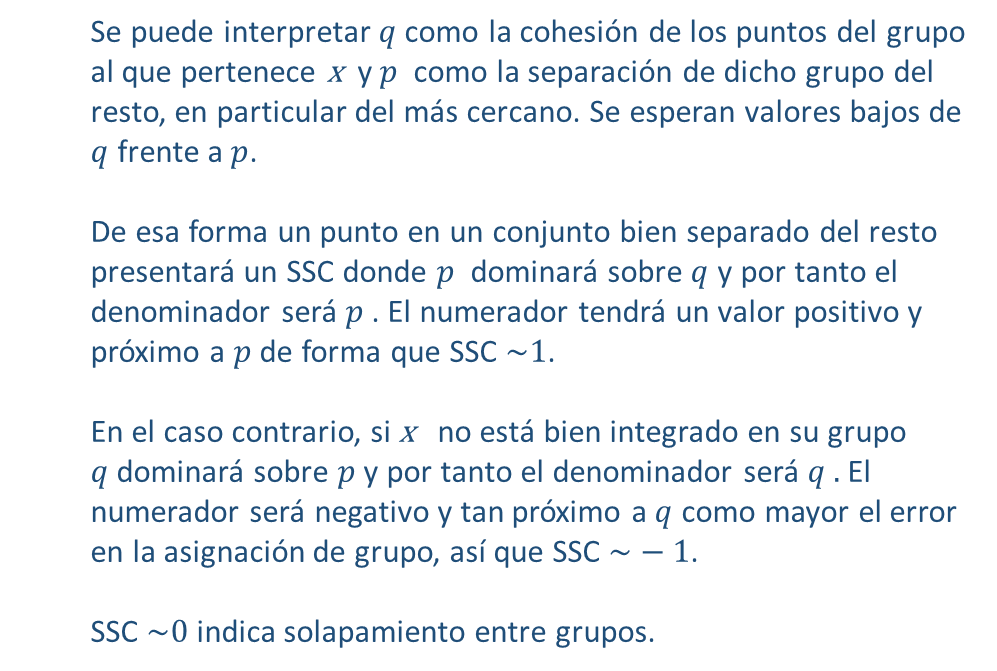 Se puede interpretar q como la cohesión de los puntos del grupo
al que pertenece x y p como la separación de dicho grupo del
resto, en particular del más cercano. Se esperan valores bajos de
q frente a p.
De esa forma un punto en un conjunto bien separado del resto
presentará un SSC donde p dominará sobre q y por tanto el
denominador será p . El numerador tendrá un valor positivo y
próximo a p de forma que SSC ~1.
En el caso contrario, si x no está bien integrado en su grupo
q dominará sobre p y por tanto el denominador será q . El
numerador será negativo y tan próximo a q como mayor el error
en la asignación de grupo, así que SSC ~ − 1.
SSC ~0 indica solapamiento entre grupos.